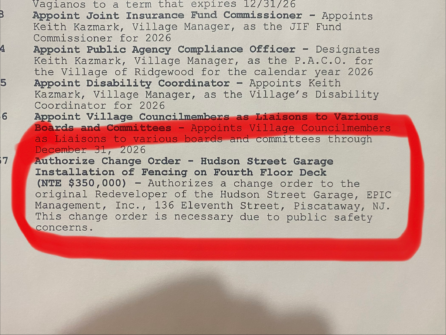 Vagianos to a term that expires 12/31/26
3 Appoint Joint Insurance Fund Commissioner – Appoints
Keith Kazmark, Village Manager, as the JIF Fund
Commissioner for 2026
4 Appoint Public Agency Compliance Officer – Designates
Keith Kazmark, Village Manager, as the P.A.C.O. for
the Village of Ridgewood for the calendar year 2026
5 Appoint Disability Coordinator – Appoints Keith
Kazmark, Village Manager, as the Village's Disability
Coordinator for 2026
6 Appoint Village Councilmembers as Liaisons to Various
Boards and Committees – Appoints Village Councilmembers
as Liaisons to various boards and committees through
December 31, 2026
7 Authorize Change Order – Hudson Street Garage
Installation of Fencing on Fourth Floor Deck
(NTE $350,000) – Authorizes a change order to the
original Redeveloper of the Hudson Street Garage, EPIC
Management, Inc., 136 Eleventh Street, Piscataway, NJ.
This change order is necessary due to public safety
concerns.